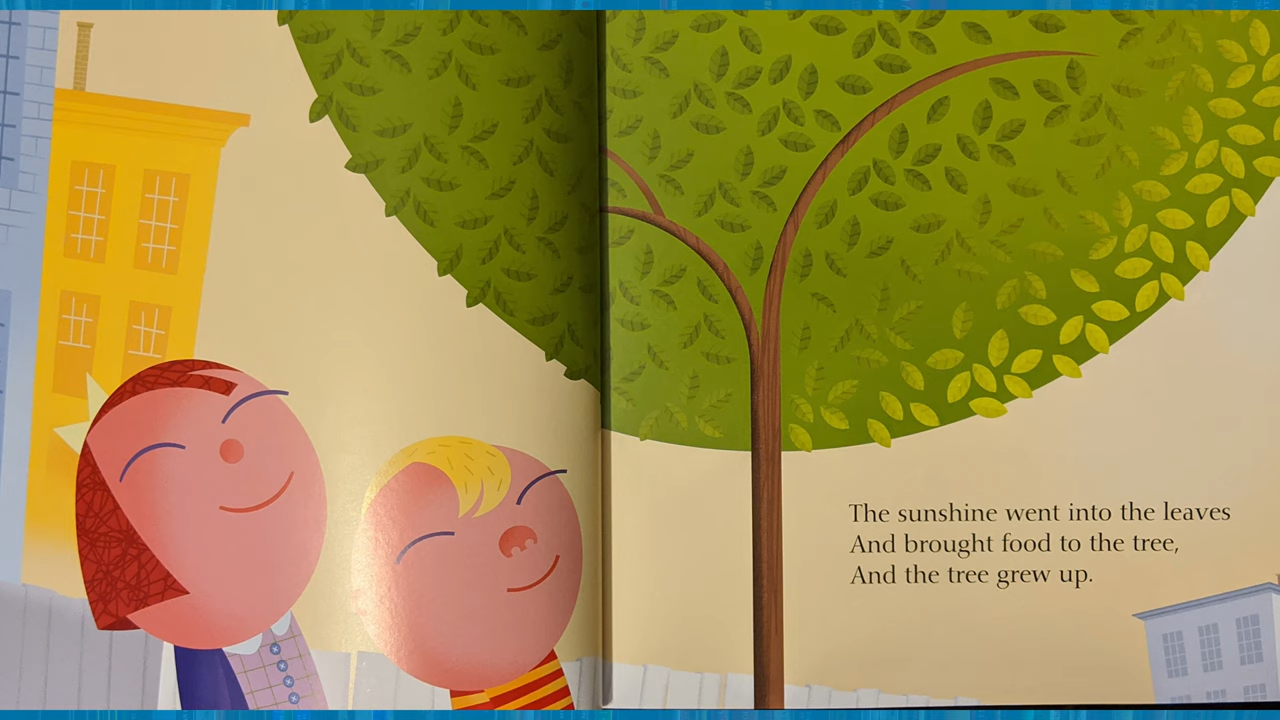 The sunshine went into the leaves
And brought food to the tree,
And the tree grew up.